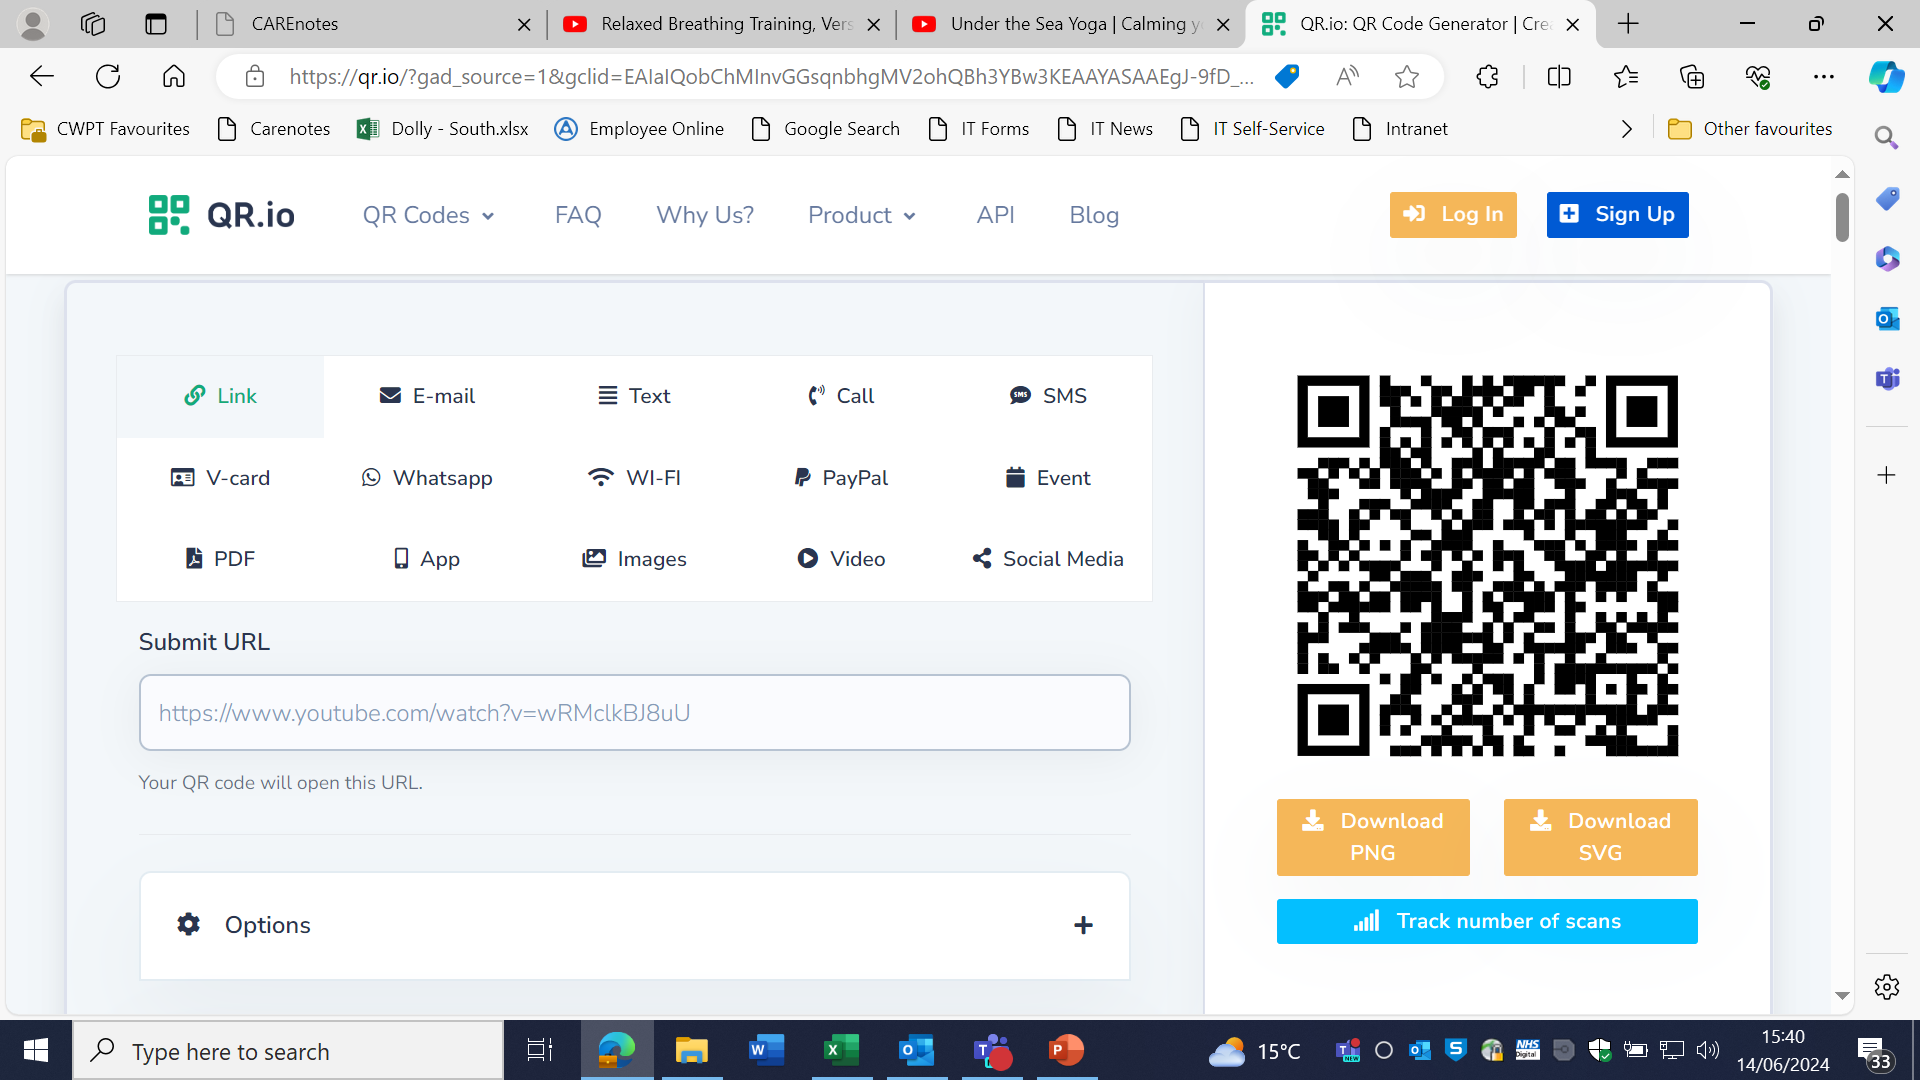 CAREnotes
Relaxed Breathing Training, Vers
Under the Sea Yoga | Calming y
QR.io: QR Code Generator | Crea
https://qr.io/?gad_source=1&gclid=EAIaIQobChMInvGGsqnbhgMV2ohQBh3YBw3KEAAYASAAEgJ-9fD_...
CWPT Favourites
Carenotes
Dolly - South.xlsx
Employee Online
Google Search
IT Forms
IT News
IT Self-Service
Intranet
Other favourites
QR.io
QR Codes
FAQ
Why Us?
Product
API
Blog
Log In
Sign Up
Link
E-mail
Text
Call
SMS
V-card
Whatsapp
WI-FI
PayPal
Event
PDF
App
Images
Video
Social Media
Submit URL
https://www.youtube.com/watch?v=wRMclkBJ8uU
Your QR code will open this URL.
Options
Download
PNG
Download
SVG
Track number of scans
Type here to search
15°C
NHS
Digital
15:40
14/06/2024
33